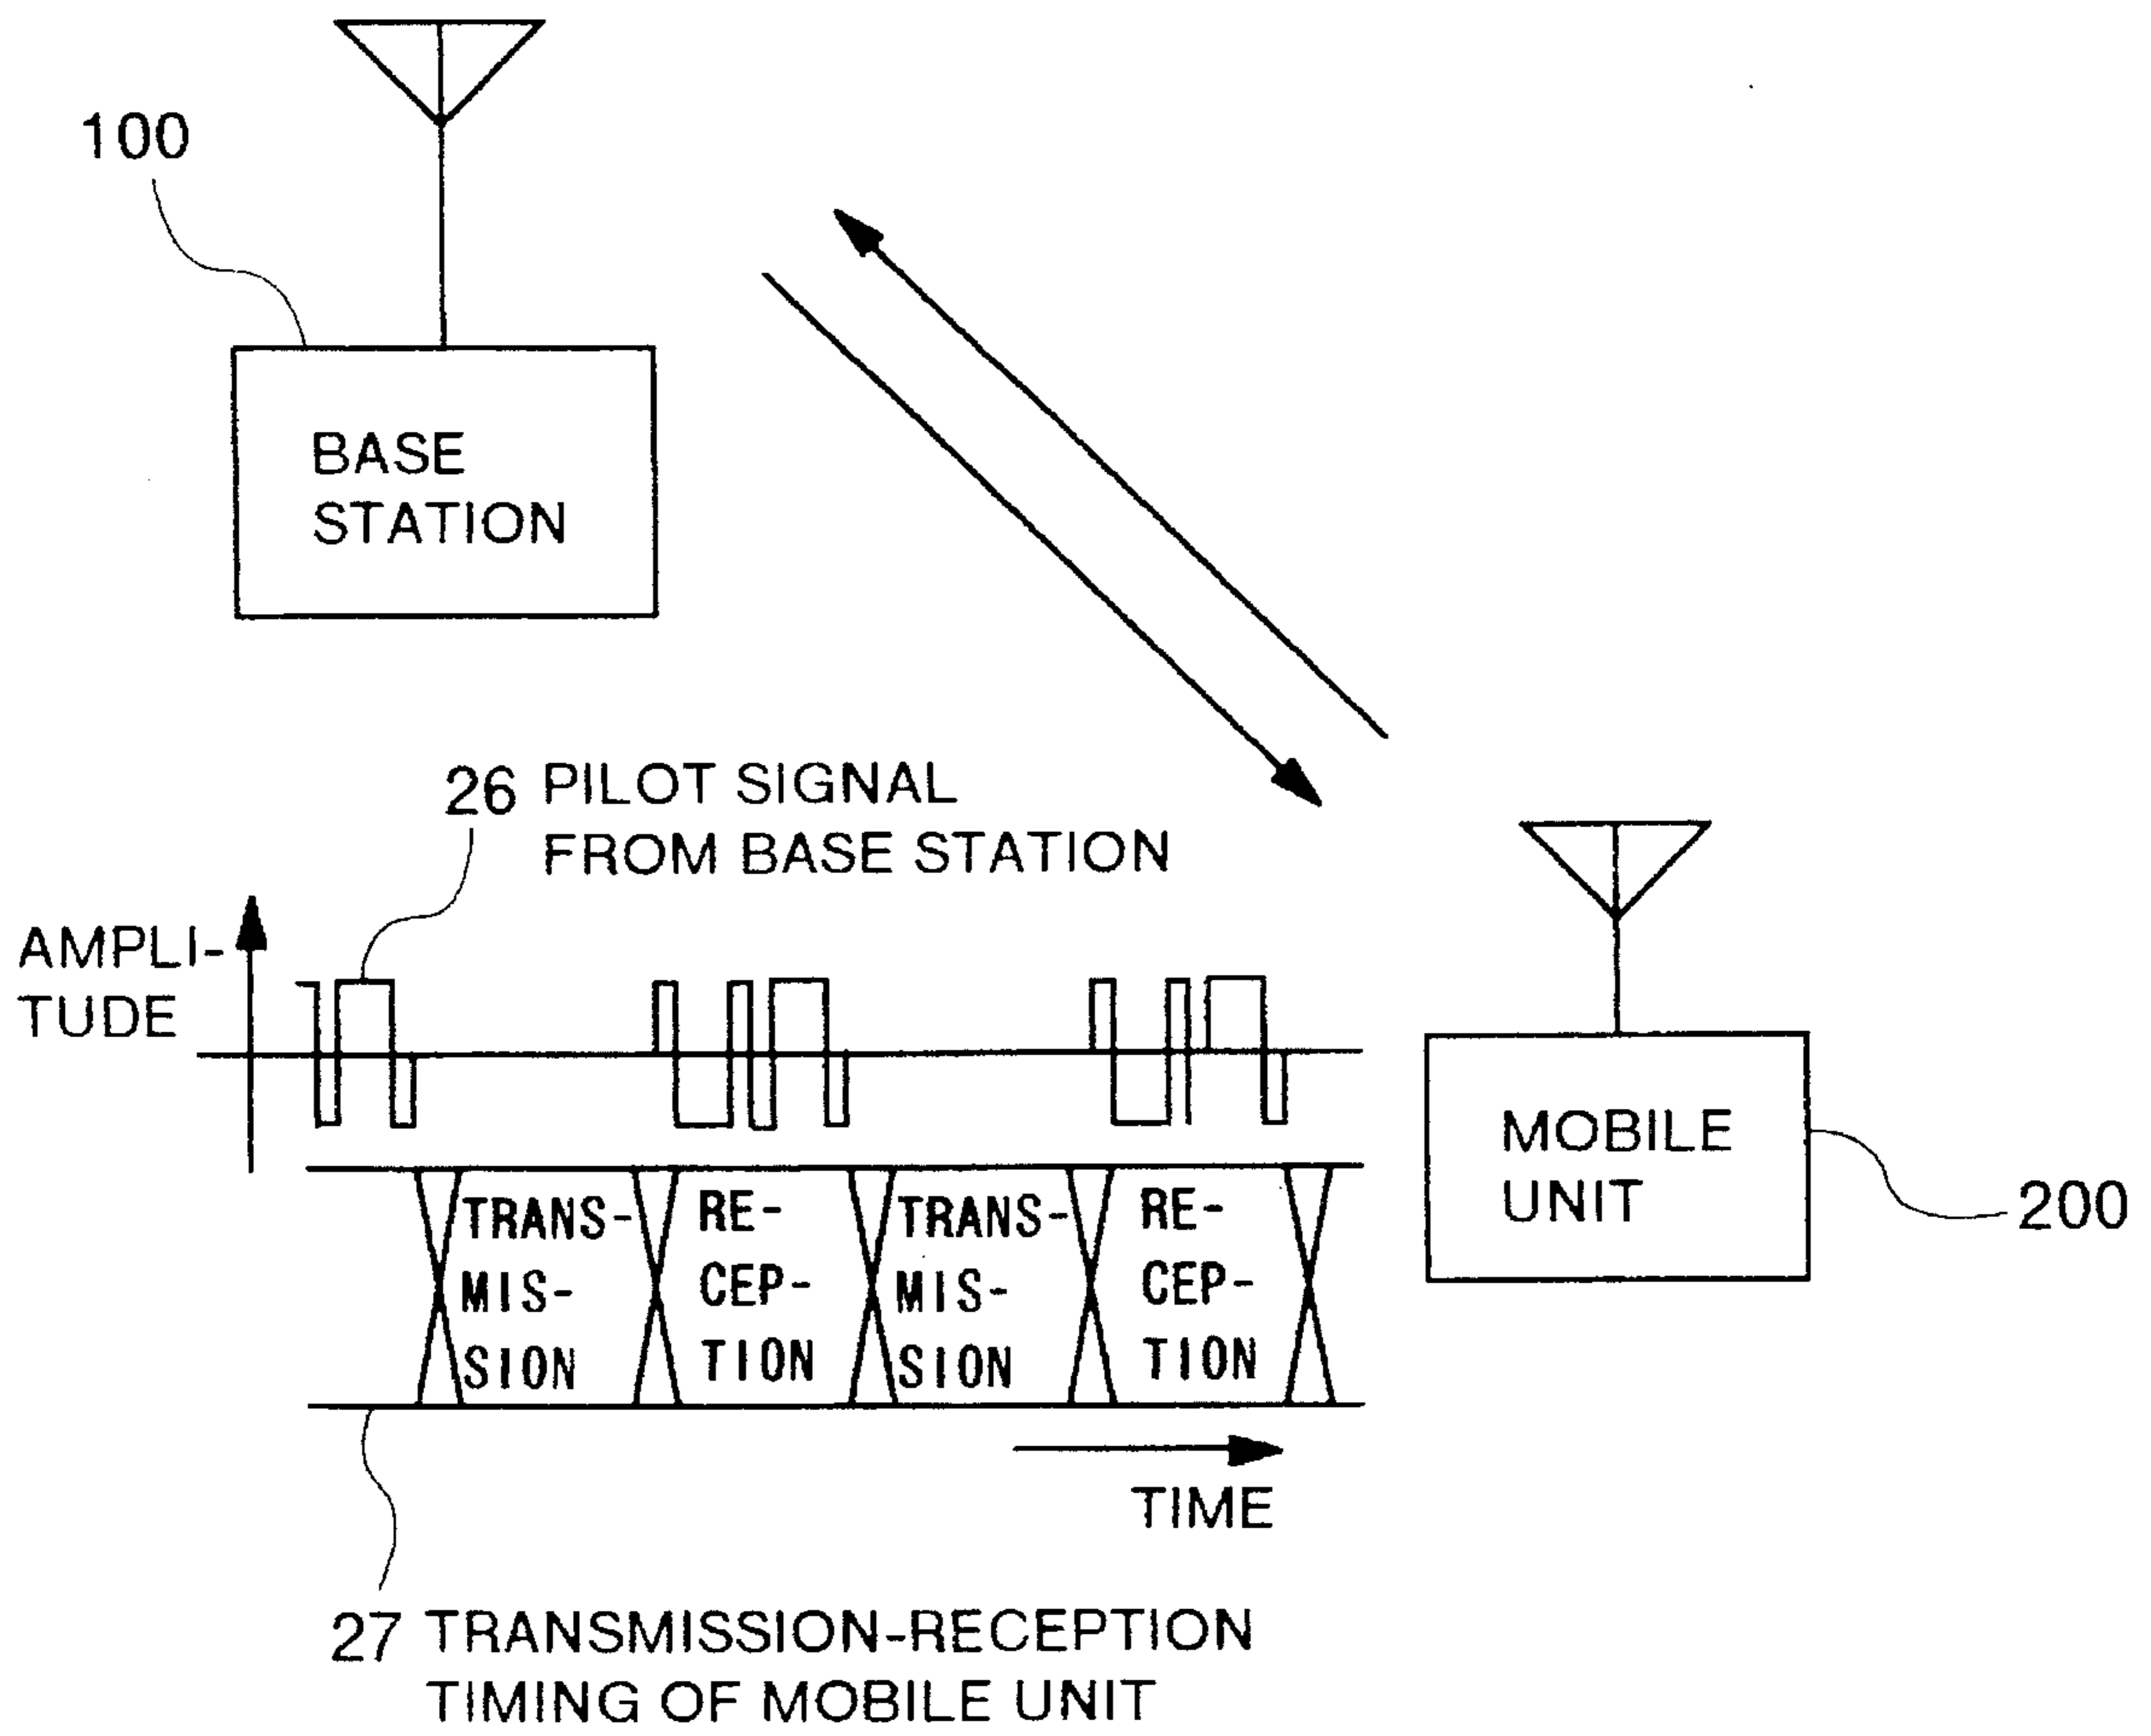 100
BASE
STATION
26 PILOT SIGNAL
FROM BASE STATION
AMPLI-
TUDE
MOBILE
UNIT
200
TRANS-
MIS-
SION
RE-
CEP-
TION
TRANS-
MIS-
SION
RE-
CEP-
TION
TIME
27 TRANSMISSION-RECEPTION
TIMING OF MOBILE UNIT